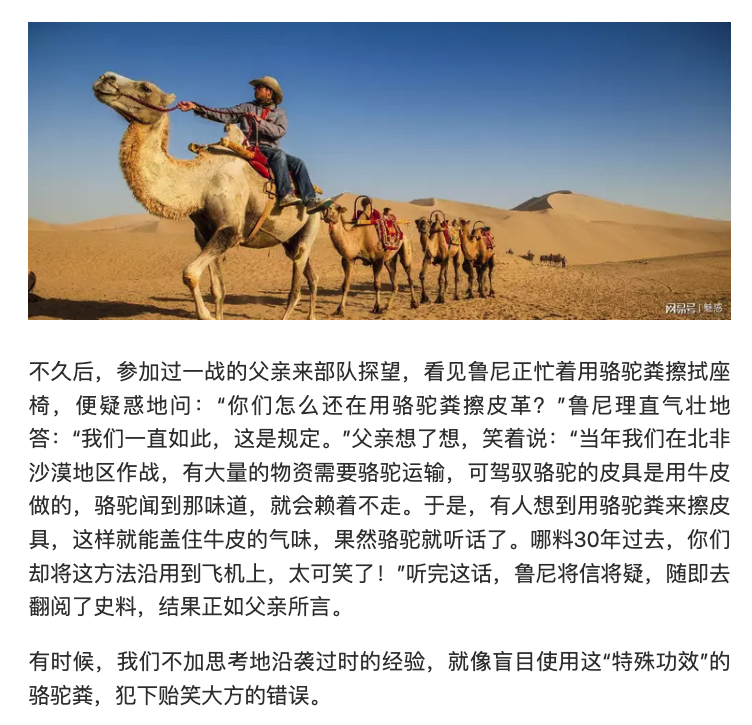 网易号 | 魅惑
不久后，参加过一战的父亲来部队探望，看见鲁尼正忙着用骆驼粪擦拭座
椅，便疑惑地问：“你们怎么还在用骆驼粪擦皮革？”鲁尼理直气壮地
答：“我们一直如此，这是规定。”父亲想了想，笑着说：“当年我们在北非
沙漠地区作战，有大量的物资需要骆驼运输，可驾驭骆驼的皮具是用牛皮
做的，骆驼闻到那味道，就会赖着不走。于是，有人想到用骆驼粪来擦皮
具，这样就能盖住牛皮的气味，果然骆驼就听话了。哪料30年过去，你们
却将这方法沿用到飞机上，太可笑了！”听完这话，鲁尼将信将疑，随即去
翻阅了史料，结果正如父亲所言。
有时候，我们不加思考地沿袭过时的经验，就像盲目使用这“特殊功效”的
骆驼粪，犯下贻笑大方的错误。